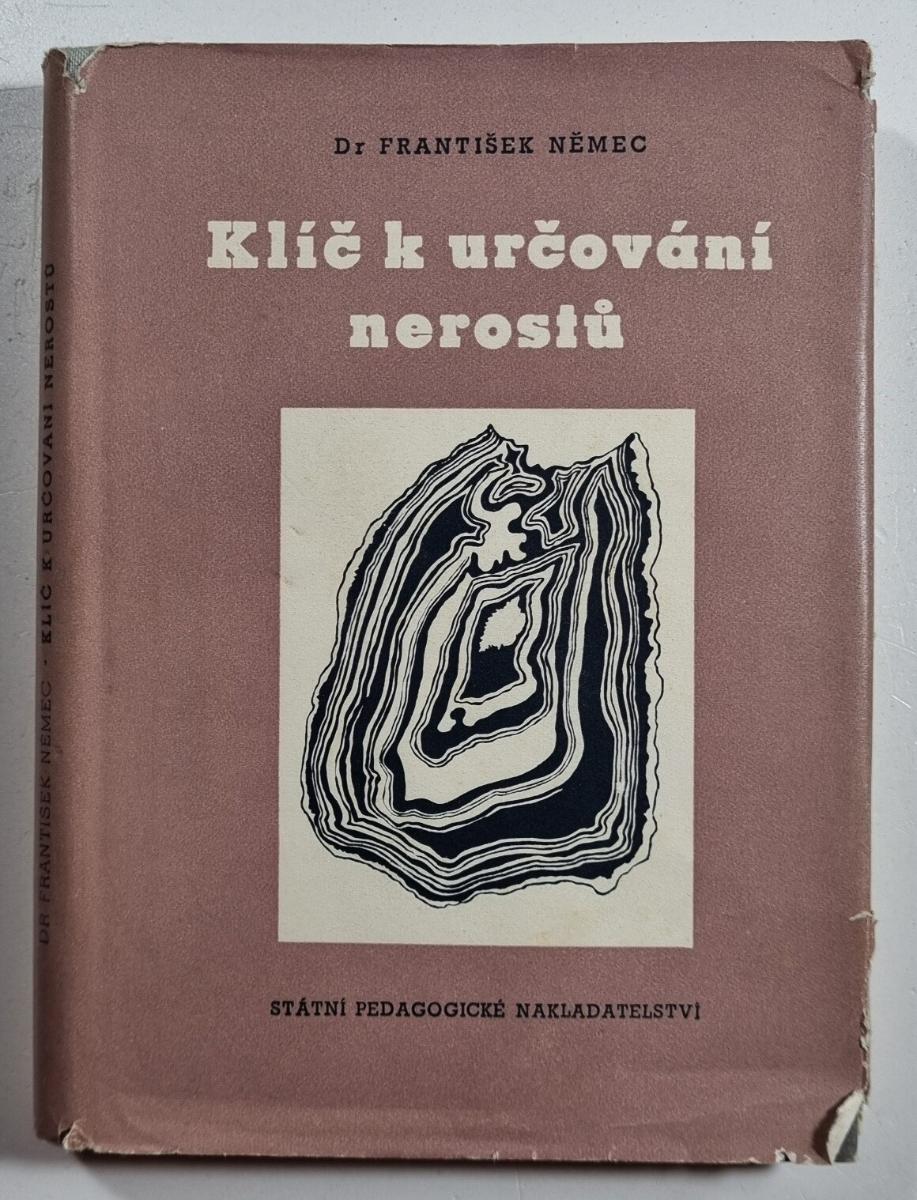 Dr FRANTIŠEK NĚMEC
Klíč k určování
nerostů
STÁTNÍ PEDAGOGICKÉ NAKLADATELSTVÍ
DR FRANTIŠEK NĚMEC · KLÍČ K URČOVÁNÍ NEROSTŮ